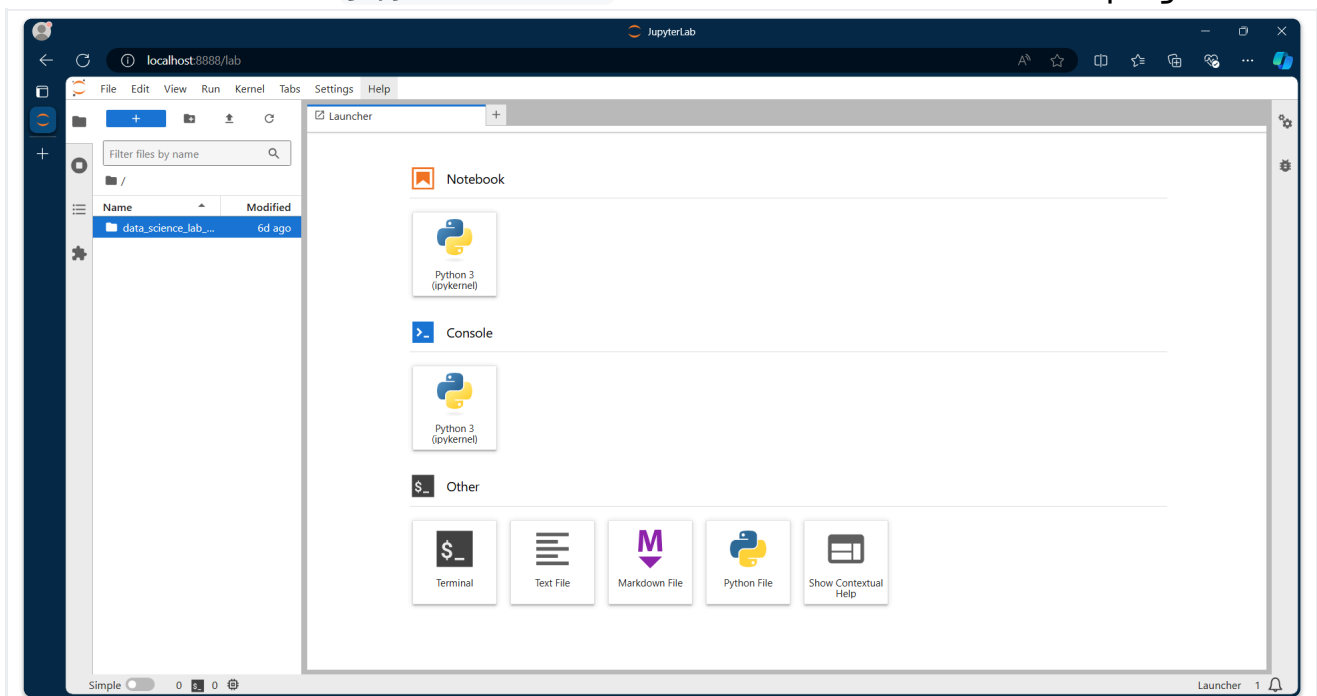 JupyterLab
localhost:8888/lab
File Edit View Run Kernel Tabs Settings Help
Launcher
Filter files by name
/
Name Modified
data_science_lab_... 6d ago
Notebook
Python 3
(ipykernel)
Console
Python 3
(ipykernel)
$_ Other
$_
Terminal
Text File
M
Markdown File
Python File
Show Contextual
Help
Simple 0 $_ 0
Launcher 1